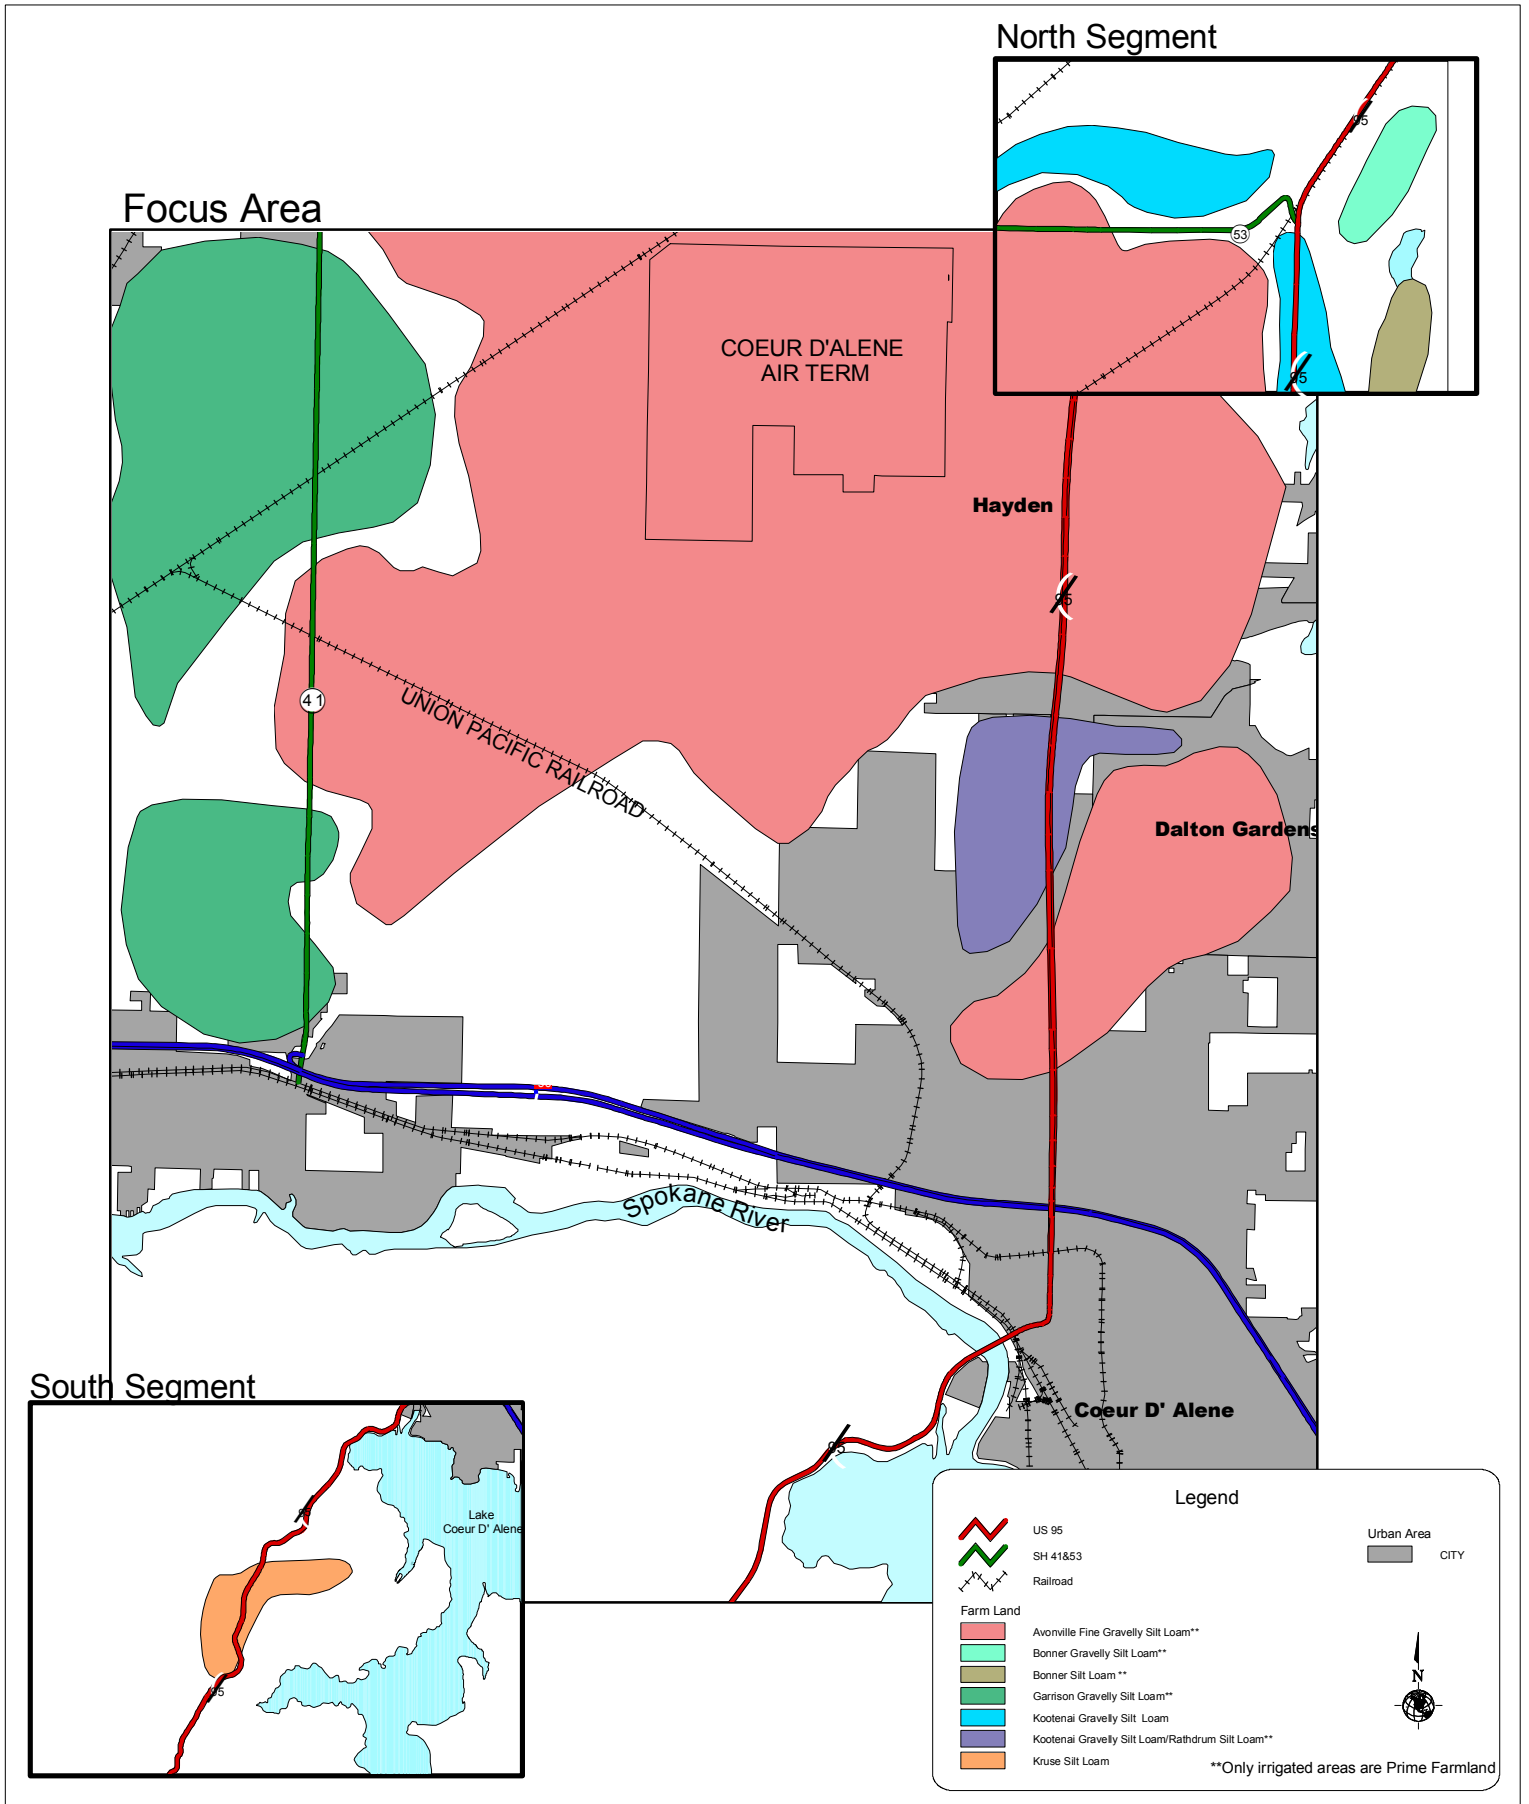 North Segment
95
53
95
Focus Area
COEUR D'ALENE
AIR TERM
Hayden
95
41
UNION PACIFIC RAILROAD
Dalton Gardens
Spokane River
Coeur D' Alene
95
South Segment
95
Lake
Coeur D' Alene
95
Legend
US 95
SH 41&53
Railroad
Urban Area
CITY
Farm Land
Avonville Fine Gravelly Silt Loam**
Bonner Gravelly Silt Loam**
Bonner Silt Loam **
Garrison Gravelly Silt Loam**
Kootenai Gravelly Silt Loam
Kootenai Gravelly Silt Loam/Rathdrum Silt Loam**
Kruse Silt Loam
N
**Only irrigated areas are Prime Farmland